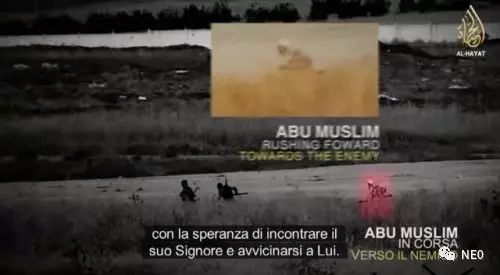 AL-HAYAT
ABU MUSLIM
RUSHING FOWARD
TOWARDS THE ENEMY
con la speranza di incontrare il
suo Signore e avvicinarsi a Lui.
ABU MUSLIM
IN CORSA
VERSO IL
NEO